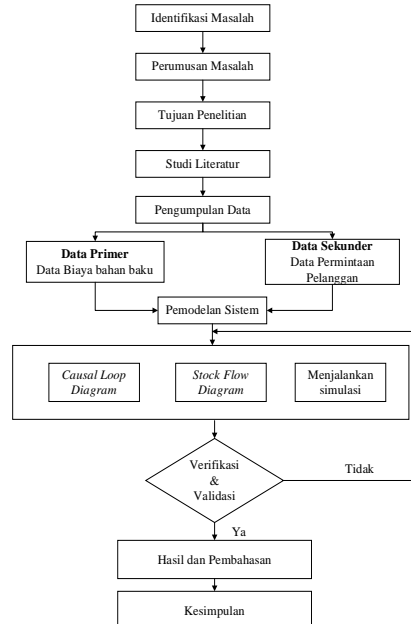 Identifikasi Masalah
Perumusan Masalah
Tujuan Penelitian
Studi Literatur
Pengumpulan Data
Data Primer
Data Biaya bahan baku
Data Sekunder
Data Permintaan
Pelanggan
Pemodelan Sistem
Causal Loop
Diagram
Stock Flow
Diagram
Menjalankan
simulasi
Verifikasi
&
Validasi
Tidak
Ya
Hasil dan Pembahasan
Kesimpulan